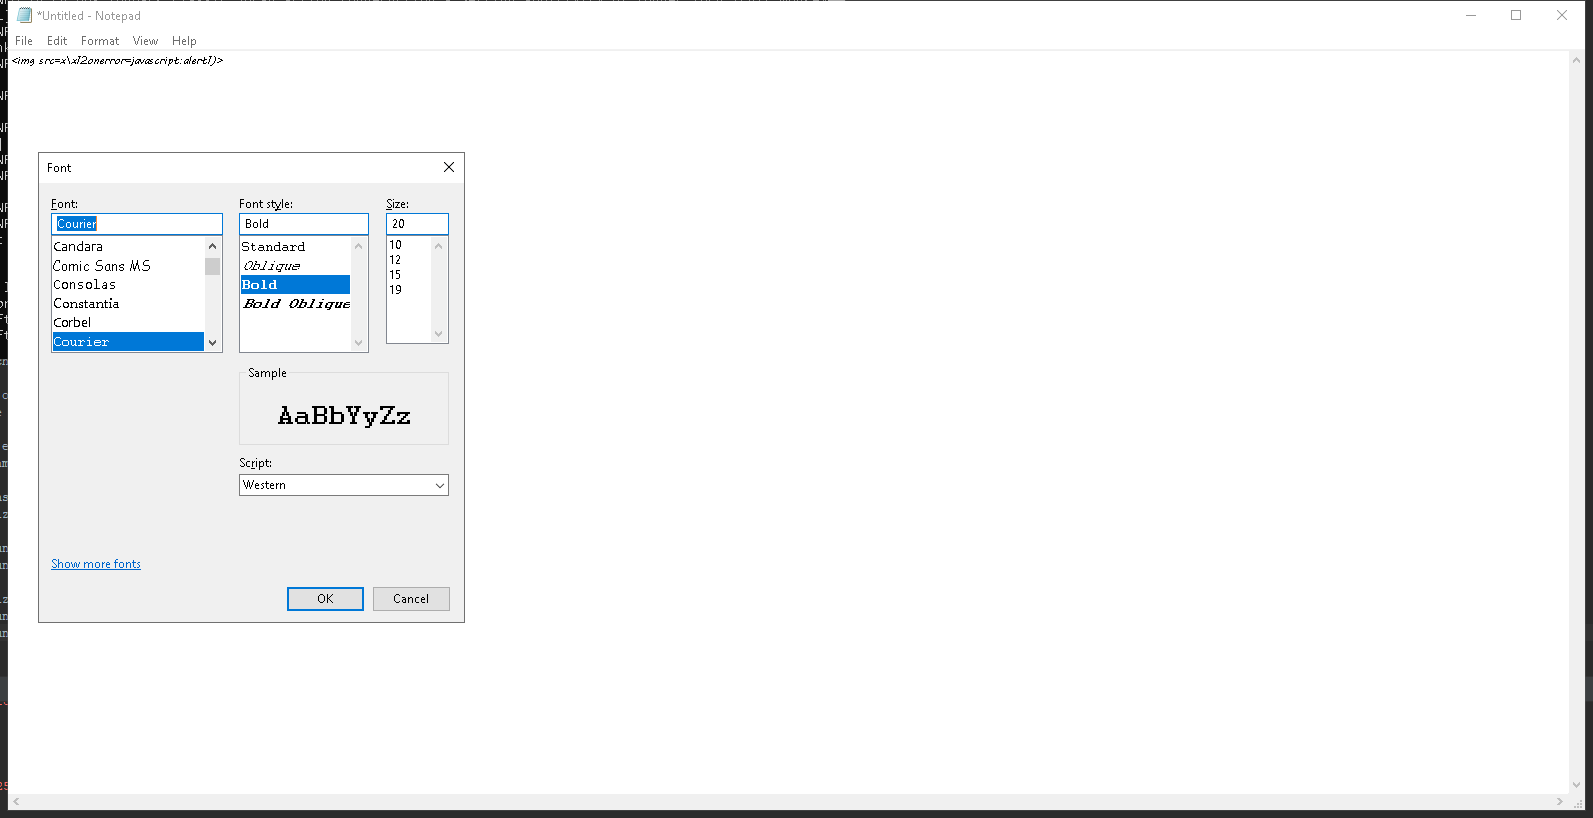 *Untitled - Notepad
File Edit Format View Help
<img src=x\x12onerror=javascript:alert1)>
Font
Font: Font style: Size:
Courier Bold 20
Candara
Comic Sans MS
Consolas
Constantia
Corbel
Courier
Standard
Oblique
Bold
Bold Oblique
10
12
15
19
Sample
AaBbYyZz
Script:
Western
Show more fonts
OK Cancel